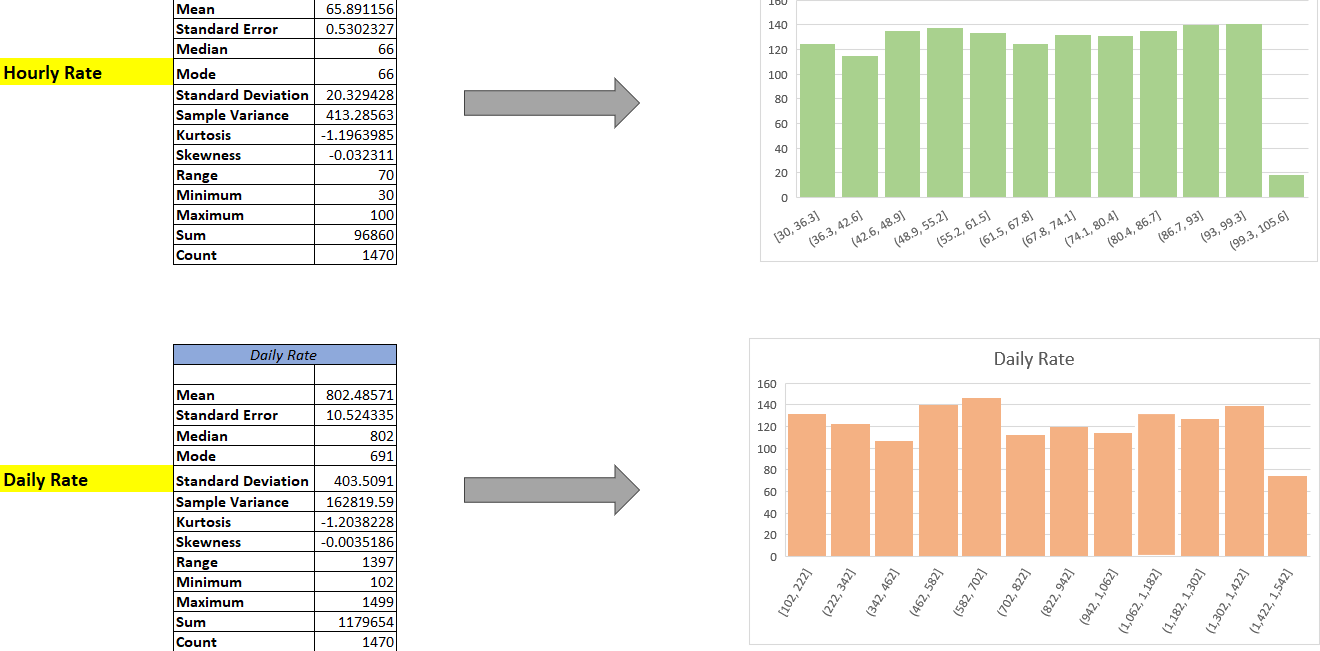 Mean 65.891156
Standard Error 0.5302327
Median 66
Hourly Rate
Mode 66
Standard Deviation 20.329428
Sample Variance 413.28563
Kurtosis -1.1963985
Skewness -0.032311
Range 70
Minimum 30
Maximum 100
Sum 96860
Count 1470
160
140
120
100
80
60
40
20
0
[30, 36.3]
(36.3, 42.6]
(42.6, 48.9]
(48.9, 55.2]
(55.2, 61.5]
(61.5, 67.8]
(67.8, 74.1]
(74.1, 80.4]
(80.4, 86.7]
(86.7, 93]
(93, 99.3]
(99.3, 105.6]
Daily Rate
Mean 802.48571
Standard Error 10.524335
Median 802
Mode 691
Daily Rate
Standard Deviation 403.5091
Sample Variance 162819.59
Kurtosis -1.2038228
Skewness -0.0035186
Range 1397
Minimum 102
Maximum 1499
Sum 1179654
Count 1470
Daily Rate
160
140
120
100
80
60
40
20
0
[102, 222]
(222, 342]
(342, 462]
(462, 582]
(582, 702]
(702, 822]
(822, 942]
(942, 1,062]
(1,062, 1,182]
(1,182, 1,302]
(1,302, 1,422]
(1,422, 1,542]